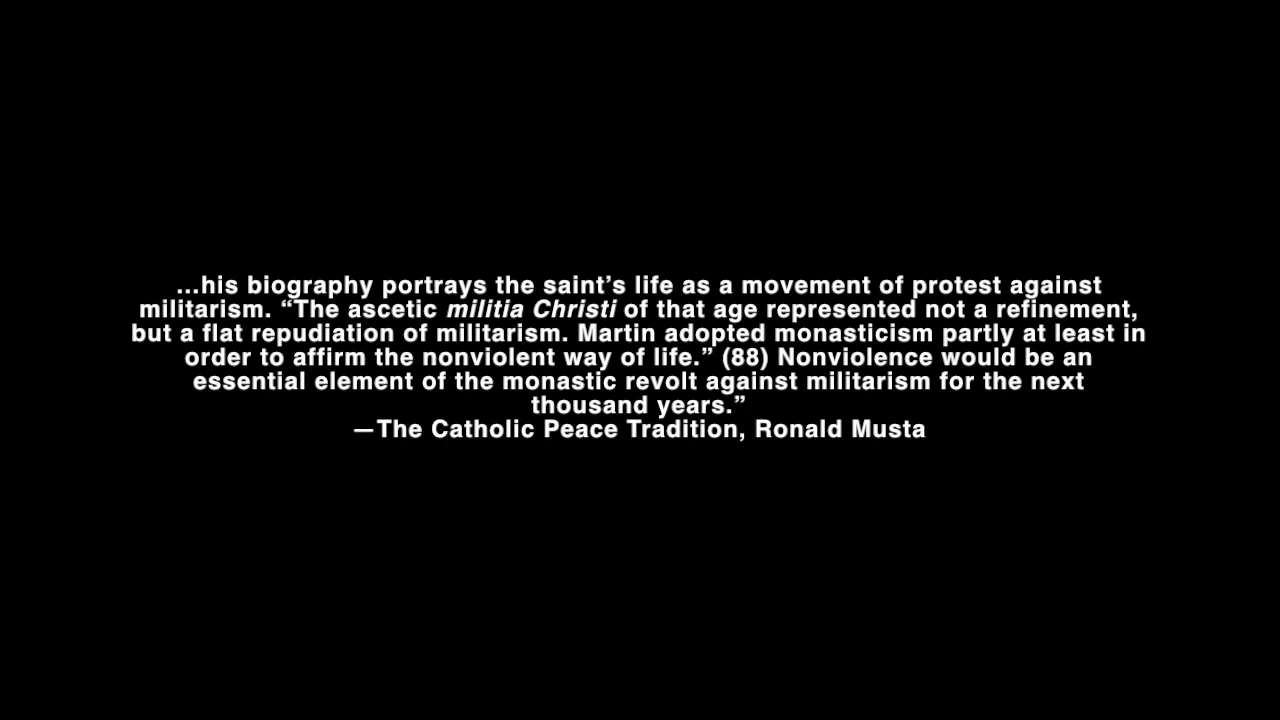 ...his biography portrays the saint’s life as a movement of protest against
militarism. “The ascetic militia Christi of that age represented not a refinement,
but a flat repudiation of militarism. Martin adopted monasticism partly at least in
order to affirm the nonviolent way of life.” (88) Nonviolence would be an
essential element of the monastic revolt against militarism for the next
thousand years.”
—The Catholic Peace Tradition, Ronald Musta